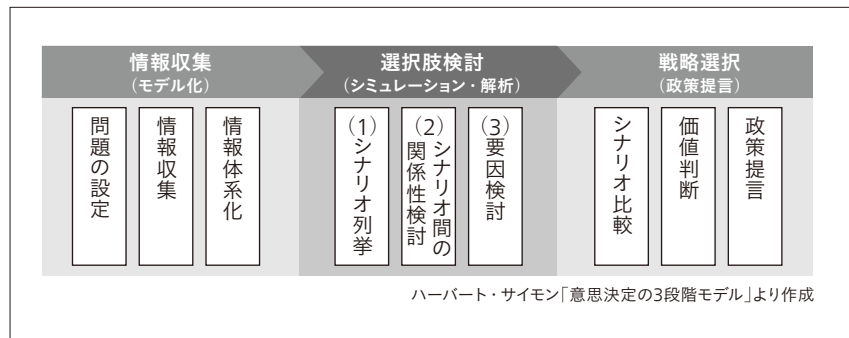 情報収集
(モデル化)
選択肢検討
(シミュレーション・解析)
戦略選択
(政策提言)
問題の設定
情報収集
情報体系化
(1)シナリオ列挙
(2)シナリオ間の
関係性検討
(3)要因検討
シナリオ比較
価値判断
政策提言
ハーバート・サイモン「意思決定の3段階モデル」より作成